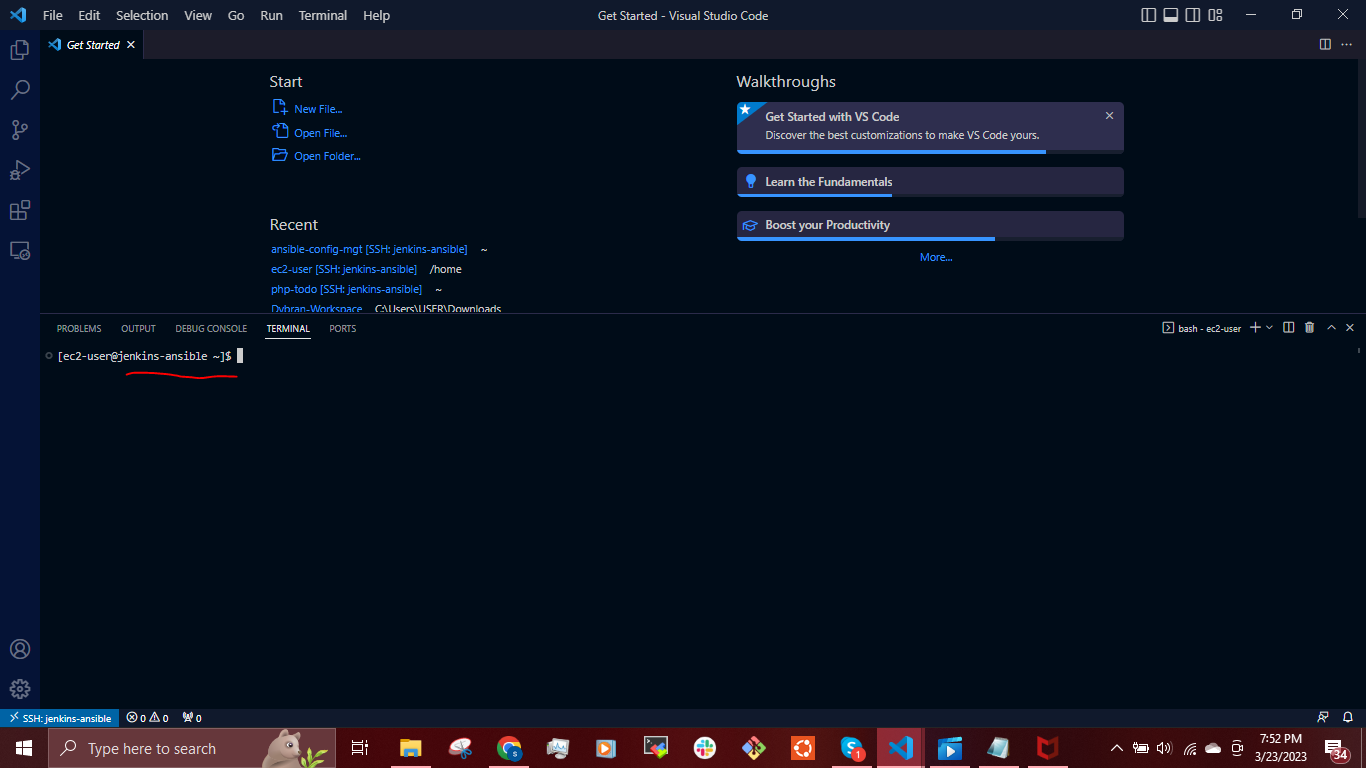 File Edit Selection View Go Run Terminal Help Get Started - Visual Studio Code
Get Started
Start
New File...
Open File...
Open Folder...
Recent
ansible-config-mgt [SSH: jenkins-ansible] ~
ec2-user [SSH: jenkins-ansible] /home
php-todo [SSH: jenkins-ansible] ~
Dybran-Workspace C:\Users\USER\Downloads
Walkthroughs
Get Started with VS Code
Discover the best customizations to make VS Code yours.
Learn the Fundamentals
Boost your Productivity
More...
PROBLEMS OUTPUT DEBUG CONSOLE TERMINAL PORTS bash - ec2-user
[ec2-user@jenkins-ansible ~]$
SSH: jenkins-ansible 0 0 0
Type here to search
S
1
7:52 PM
3/23/2023
34